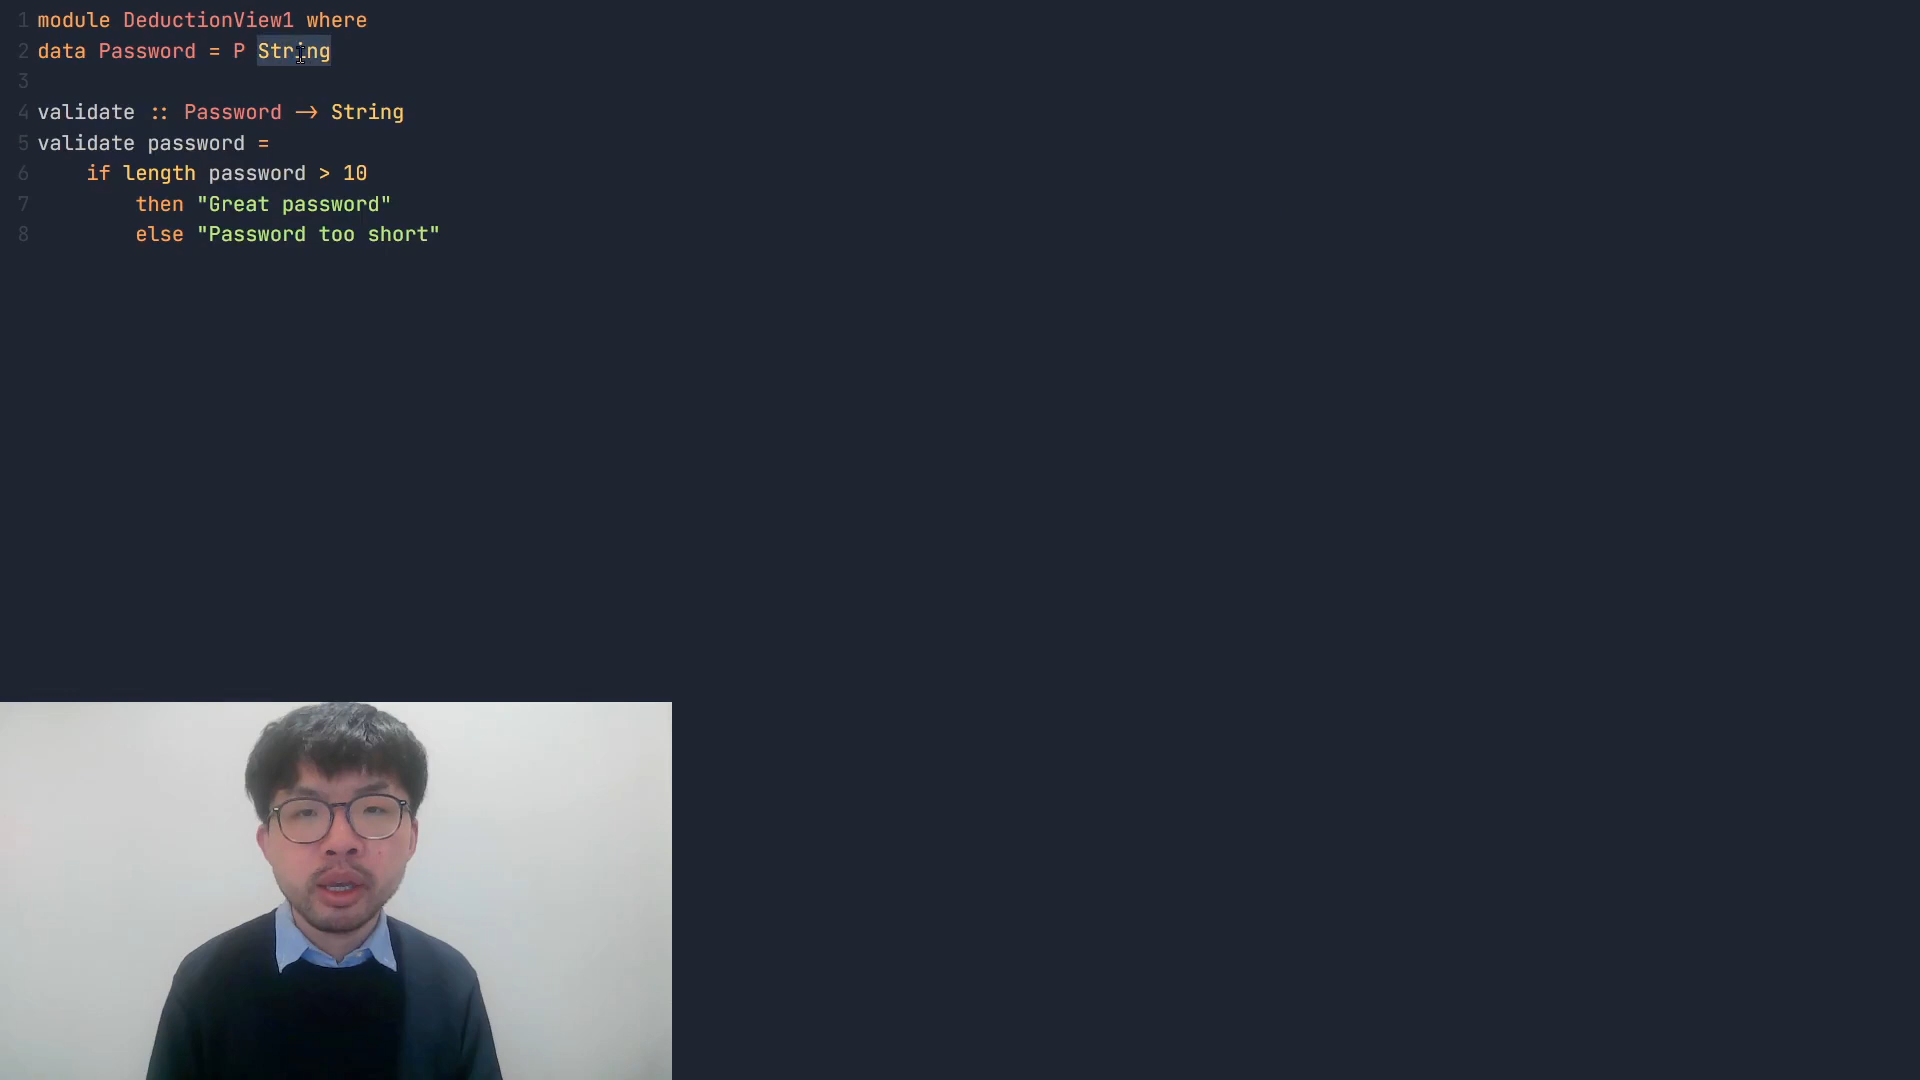 1 module DeductionView1 where
2 data Password = P String
3
4 validate :: Password -> String
5 validate password =
6     if length password > 10
7         then "Great password"
8         else "Password too short"